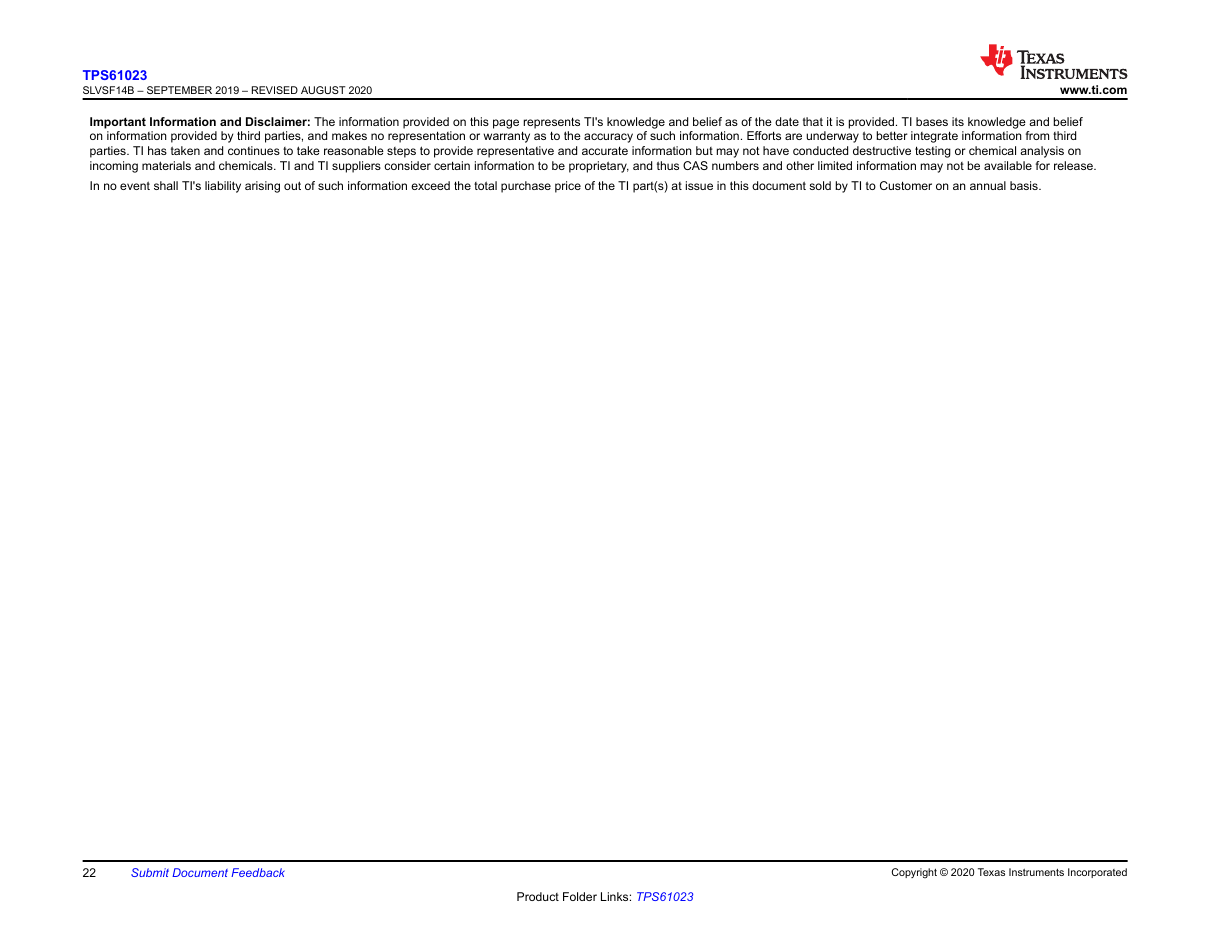 TPS61023
SLVSF14B – SEPTEMBER 2019 – REVISED AUGUST 2020
TEXAS
INSTRUMENTS
www.ti.com
Important Information and Disclaimer: The information provided on this page represents TI's knowledge and belief as of the date that it is provided. TI bases its knowledge and belief
on information provided by third parties, and makes no representation or warranty as to the accuracy of such information. Efforts are underway to better integrate information from third
parties. TI has taken and continues to take reasonable steps to provide representative and accurate information but may not have conducted destructive testing or chemical analysis on
incoming materials and chemicals. TI and TI suppliers consider certain information to be proprietary, and thus CAS numbers and other limited information may not be available for release.
In no event shall TI's liability arising out of such information exceed the total purchase price of the TI part(s) at issue in this document sold by TI to Customer on an annual basis.
22 Submit Document Feedback Copyright © 2020 Texas Instruments Incorporated
Product Folder Links: TPS61023